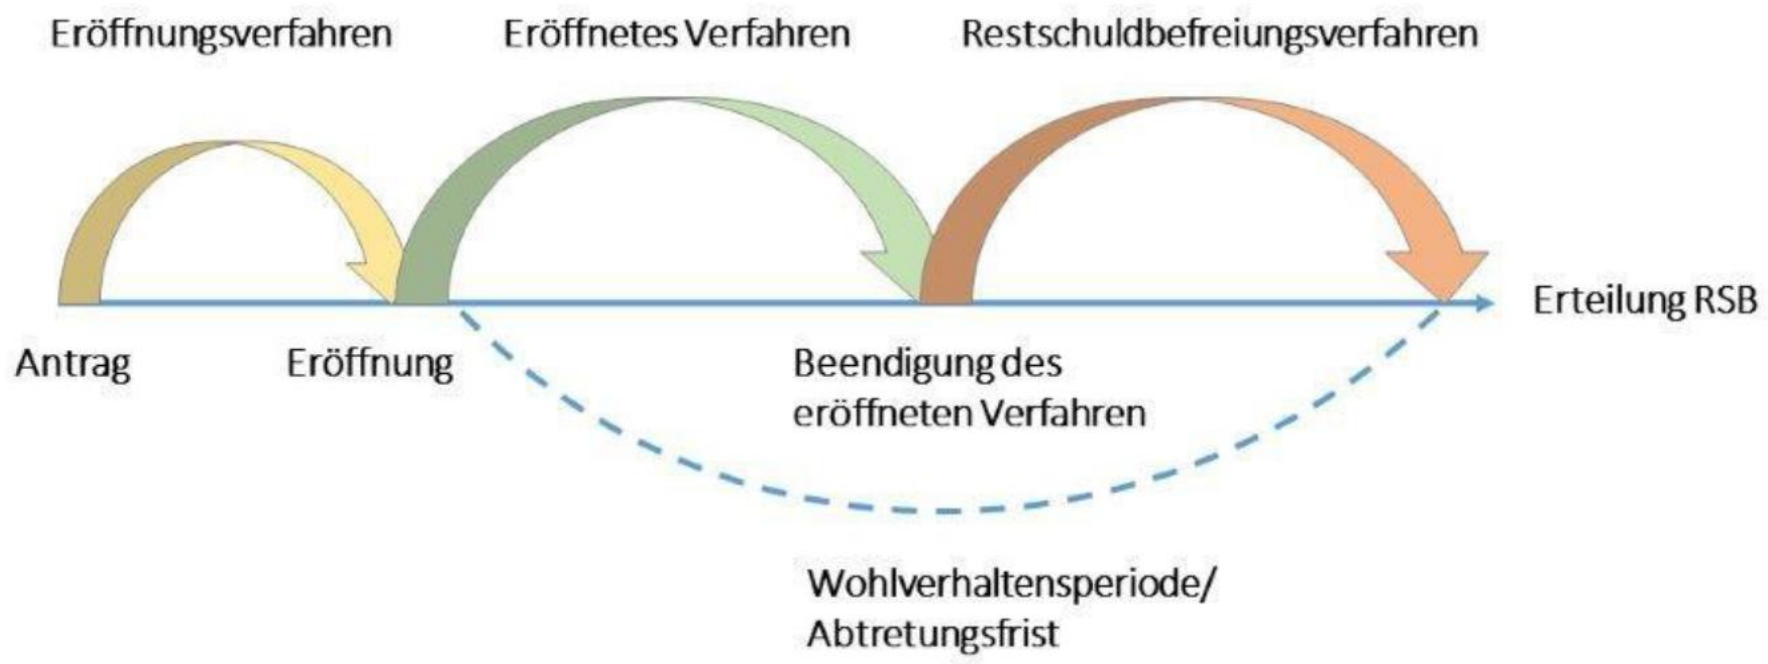 Eröffnungsverfahren
Eröffnetes Verfahren
Restschuldbefreiungsverfahren
Erteilung RSB
Antrag
Eröffnung
Beendigung des
eröffneten Verfahren
Wohlverhaltensperiode/
Abtretungsfrist